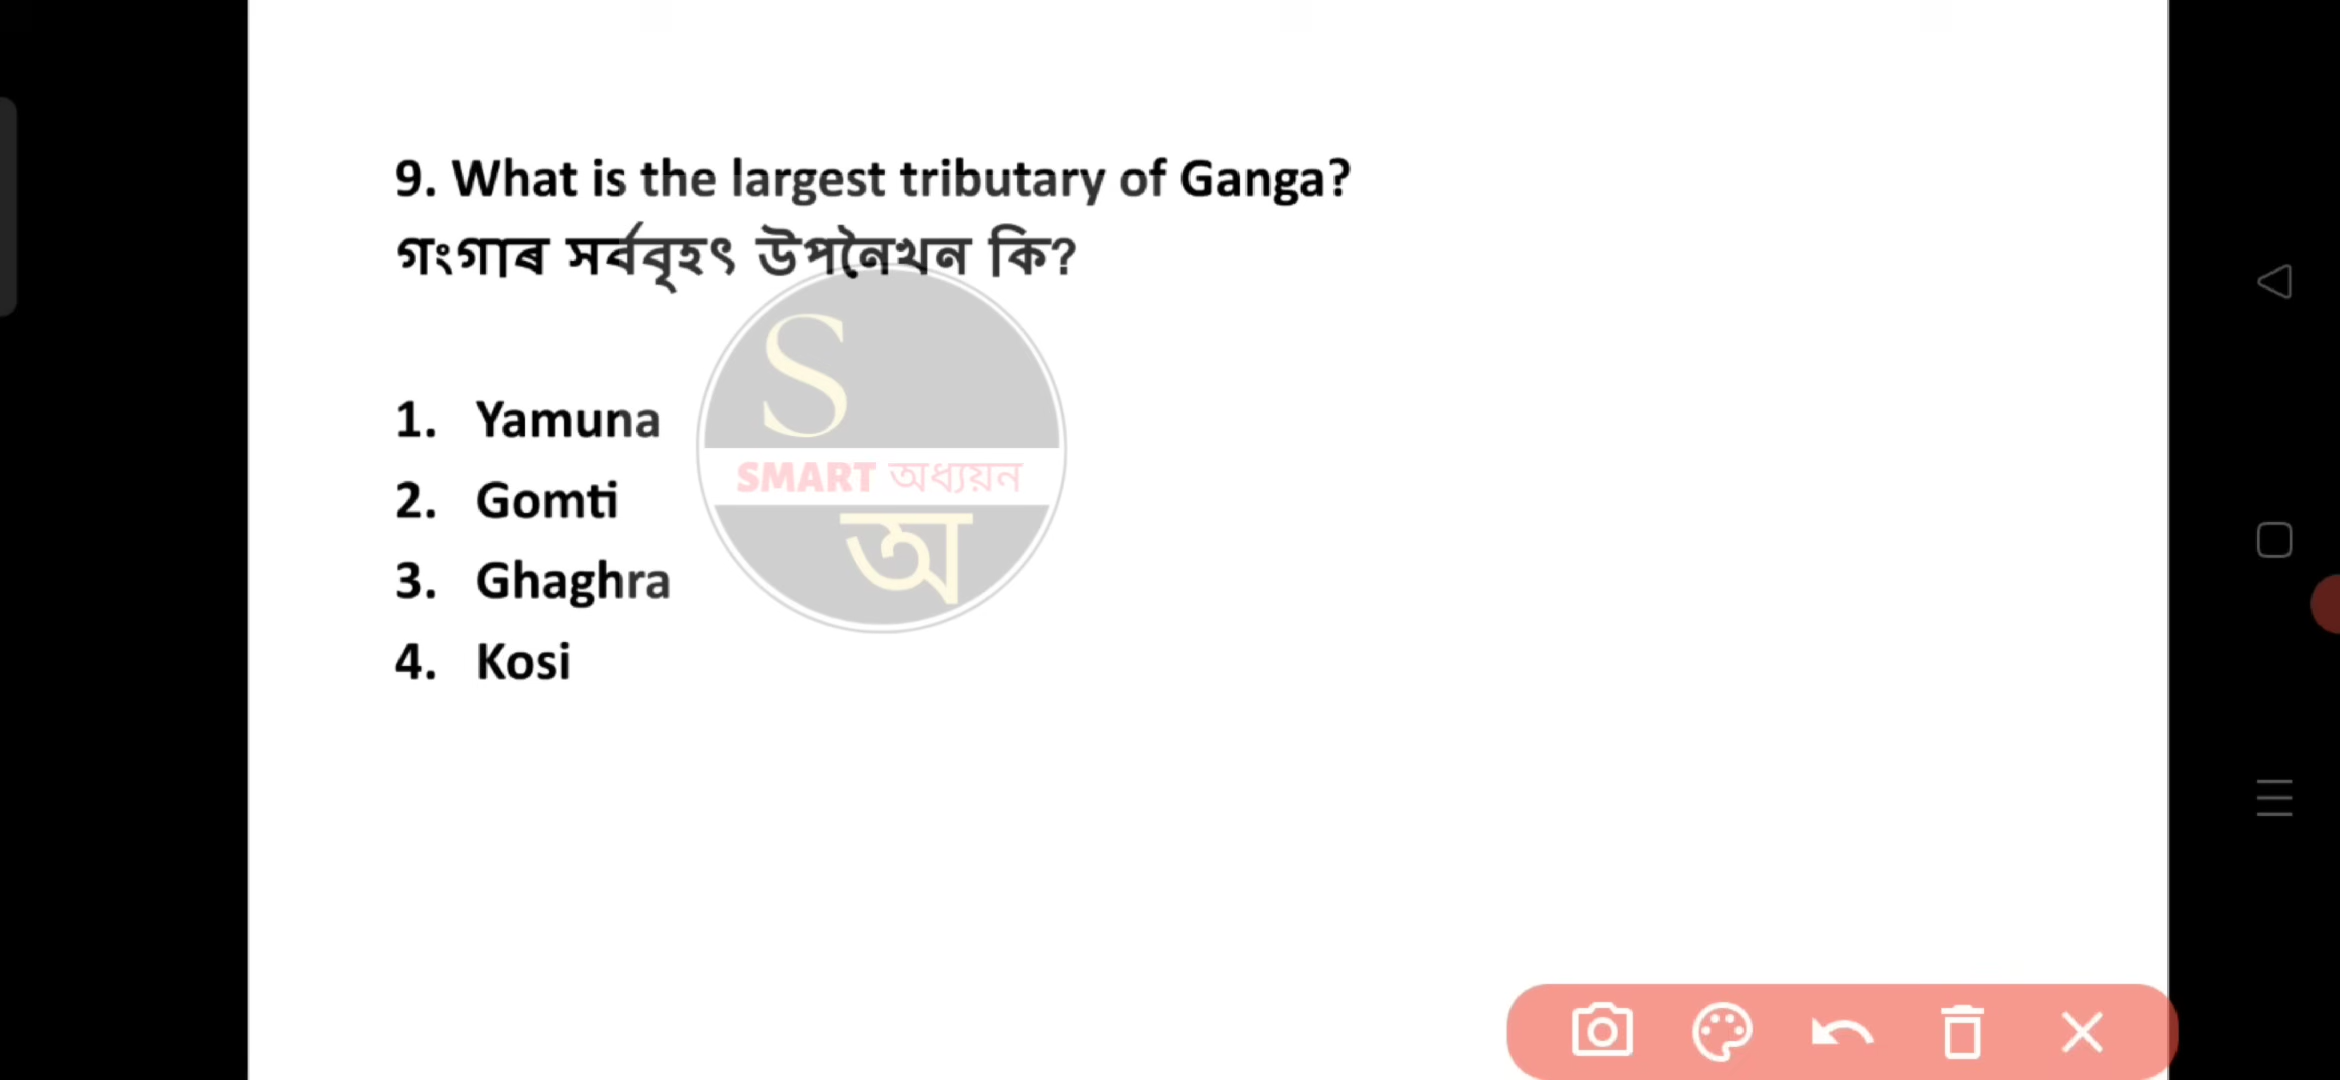 9. What is the largest tributary of Ganga?
গংগাৰ সৰ্ববৃহৎ উপনৈখন কি?
1. Yamuna
2. Gomti
3. Ghaghra
4. Kosi
S
SMART অধ্যয়ন
অ